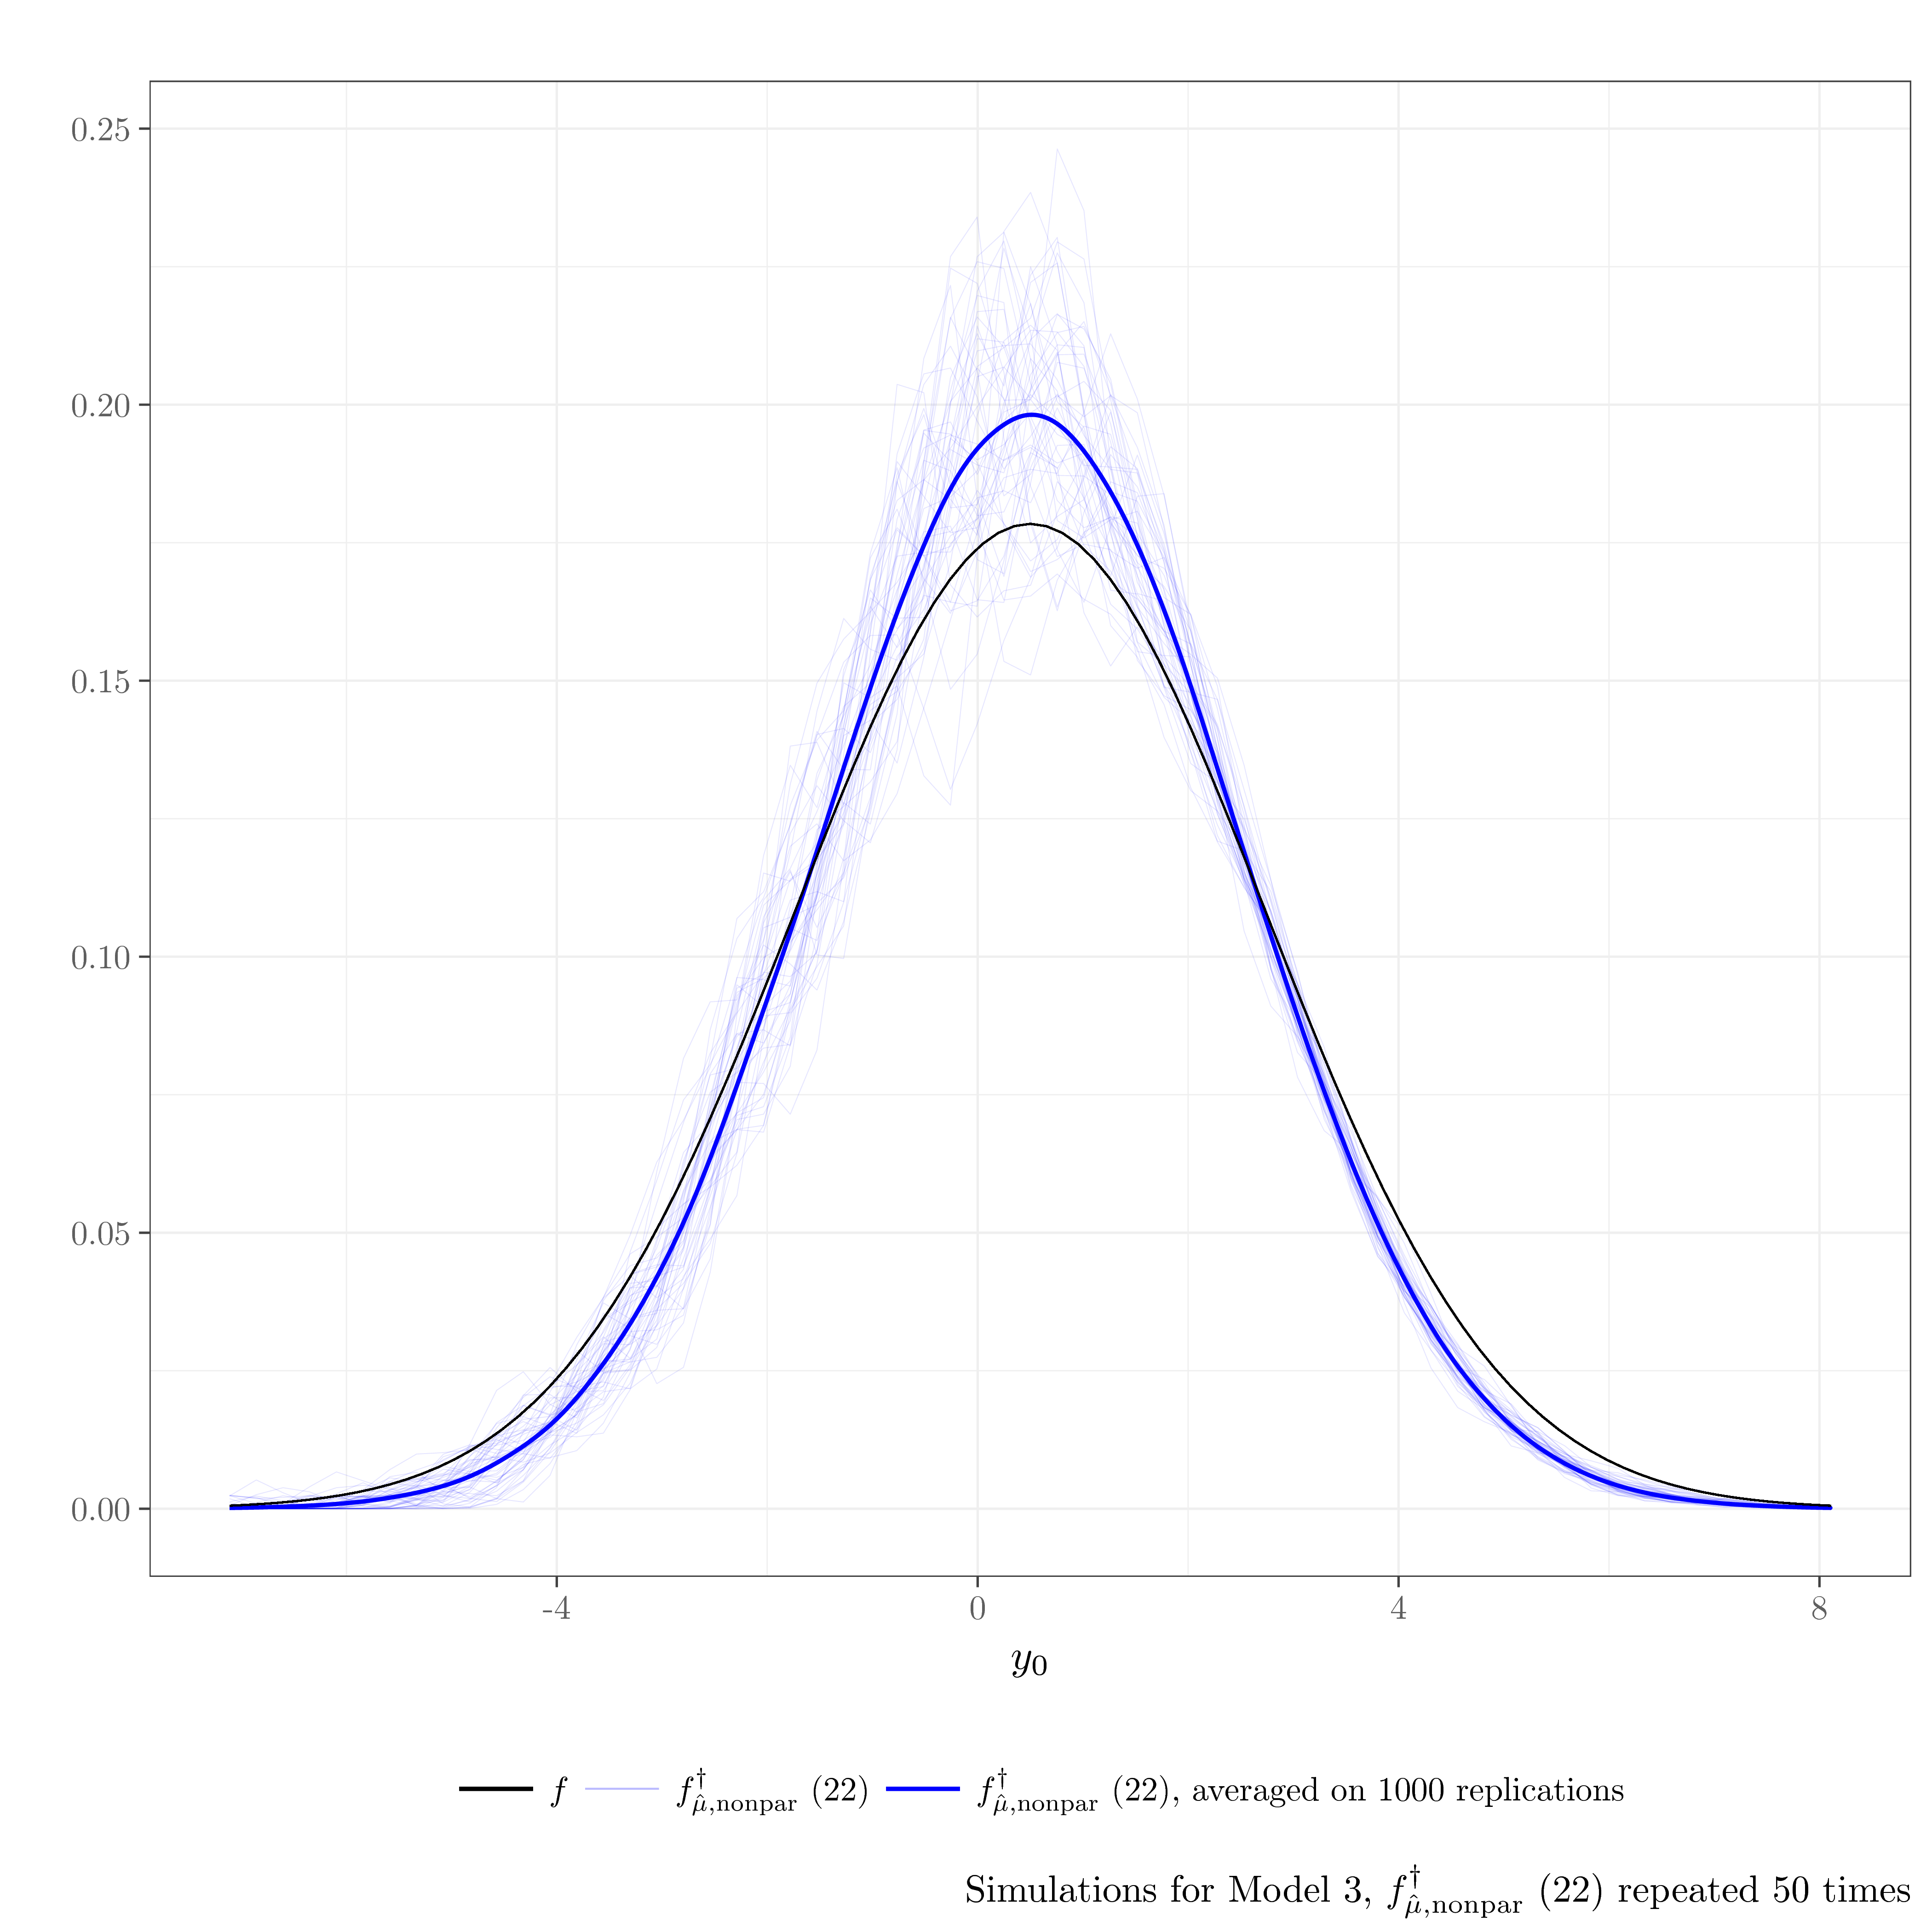 0.25
0.20
0.15
0.10
0.05
0.00
-4 0 4 8
y₀
f f†μ̂,nonpar (22) f†μ̂,nonpar (22), averaged on 1000 replications
Simulations for Model 3, f†μ̂,nonpar (22) repeated 50 times